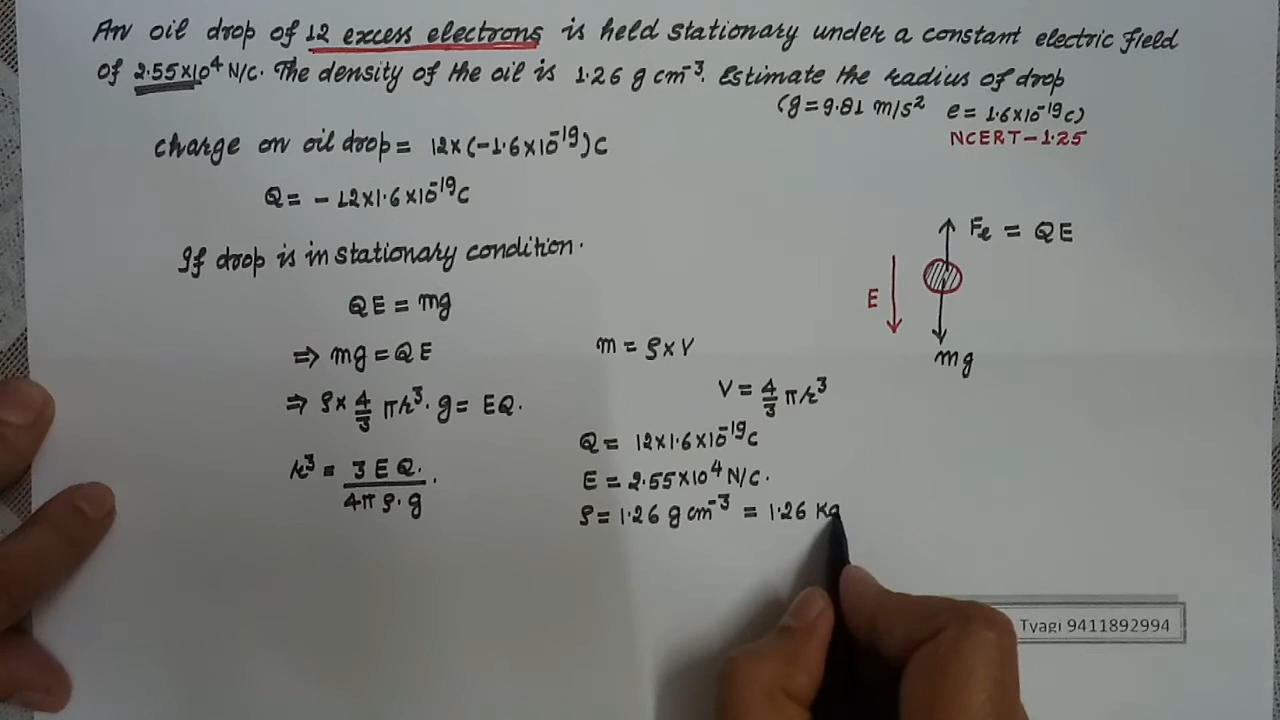 An oil drop of 12 excess electrons is held stationary under a constant electric field
of 2.55×10⁴ N/C. The density of the oil is 1.26 g cm⁻³. Estimate the radius of drop
(g = 9.81 m/s² e = 1.6×10⁻¹⁹C)
NCERT-1.25
Charge on oil drop = 12×(-1.6×10⁻¹⁹)C
Q = - 12×1.6×10⁻¹⁹C
If drop is in stationary condition.
QE = mg
⇒ mg = QE
⇒ ρ× 4/3 πr³. g = EQ.
r³ = 3EQ. / 4π ρ.g .
m = ρ×V
V = 4/3 πr³
Q = 12×1.6×10⁻¹⁹C
E = 2.55×10⁴ N/C.
ρ = 1.26 g cm⁻³ = 1.26 Kg
Fe = QE
E
mg
Tyagi 9411892994